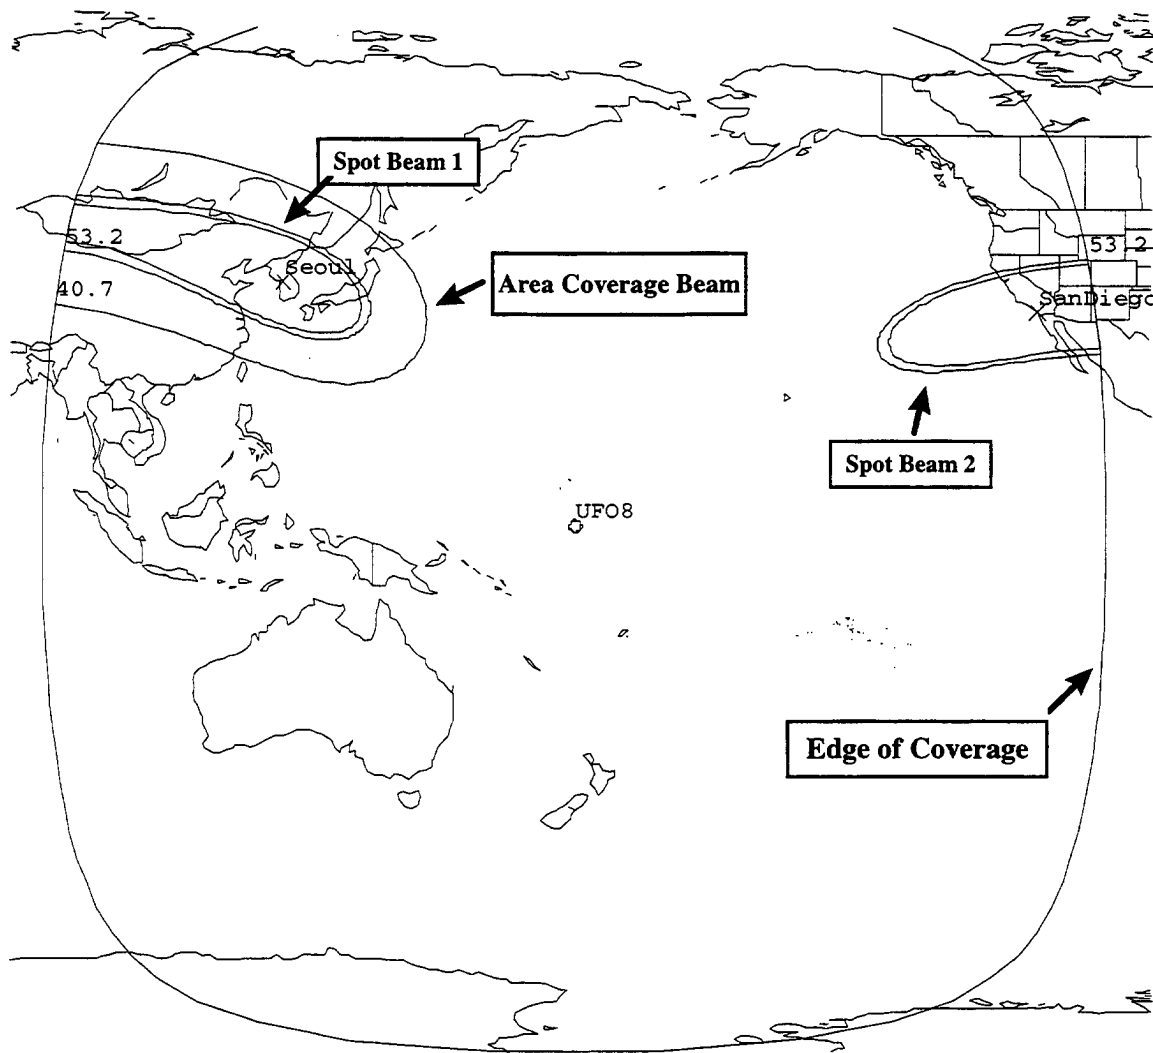 Spot Beam 1
53.2
Seoul
53 2
Area Coverage Beam
40.7
SanDiego
Spot Beam 2
UFO8
Edge of Coverage